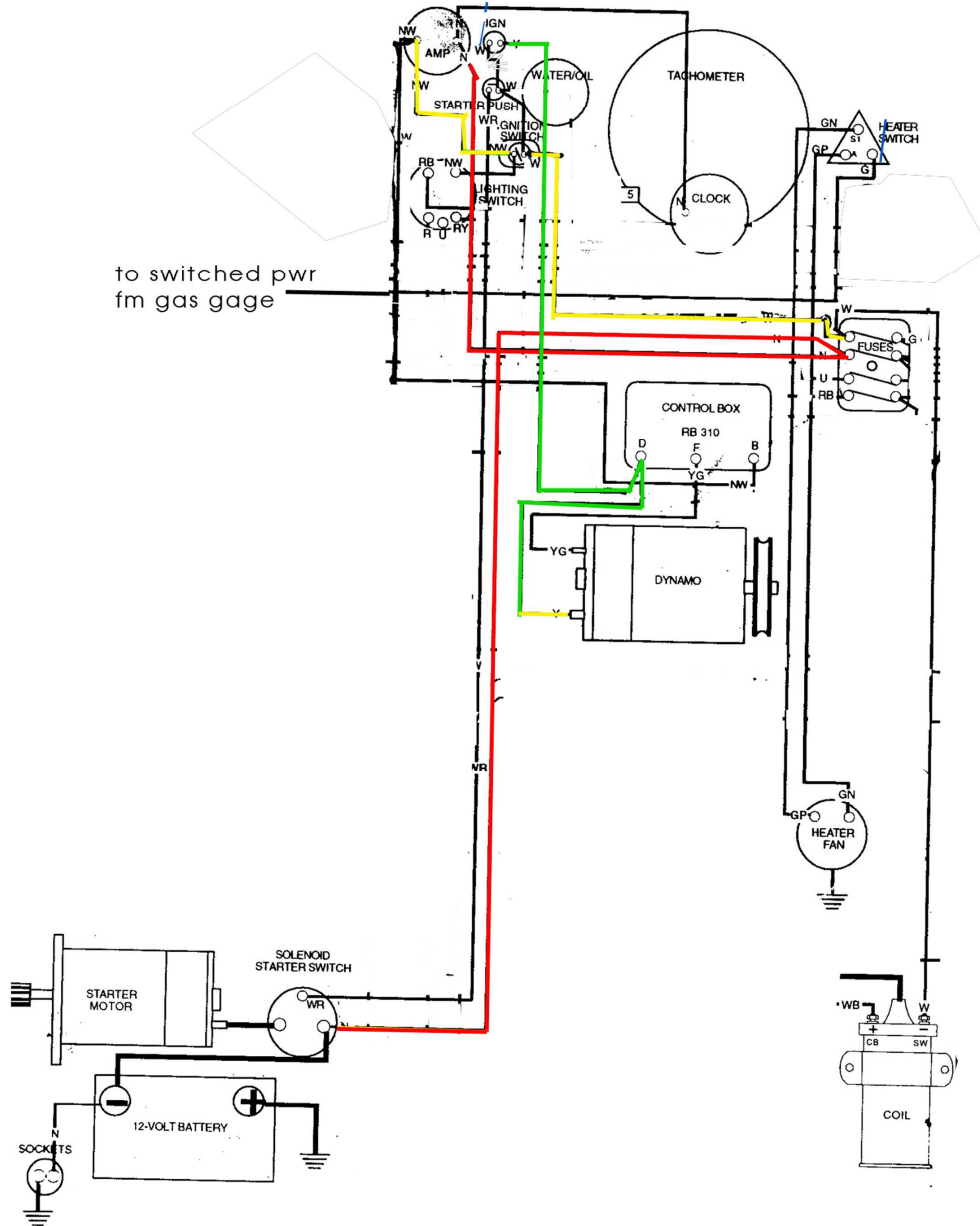 NW
N
IGN
AMP
W
Y
N
WATER/OIL
TACHOMETER
NW
W
STARTER PUSH
WR
GN
HEATER
SWITCH
S1
IGNITION
SWITCH
W
NW
W
GP
A
G
RB
NW
LIGHTING
SWITCH
5
N
CLOCK
R
U
RY
to switched pwr
fm gas gage
W
N
G
FUSES
N
U
RB
CONTROL BOX
RB 310
D
F
B
YG
NW
YG
DYNAMO
Y
WR
GN
GP
HEATER
FAN
SOLENOID
STARTER SWITCH
STARTER
MOTOR
WR
WB
W
+
−
CB
SW
COIL
−
+
12-VOLT BATTERY
N
SOCKETS